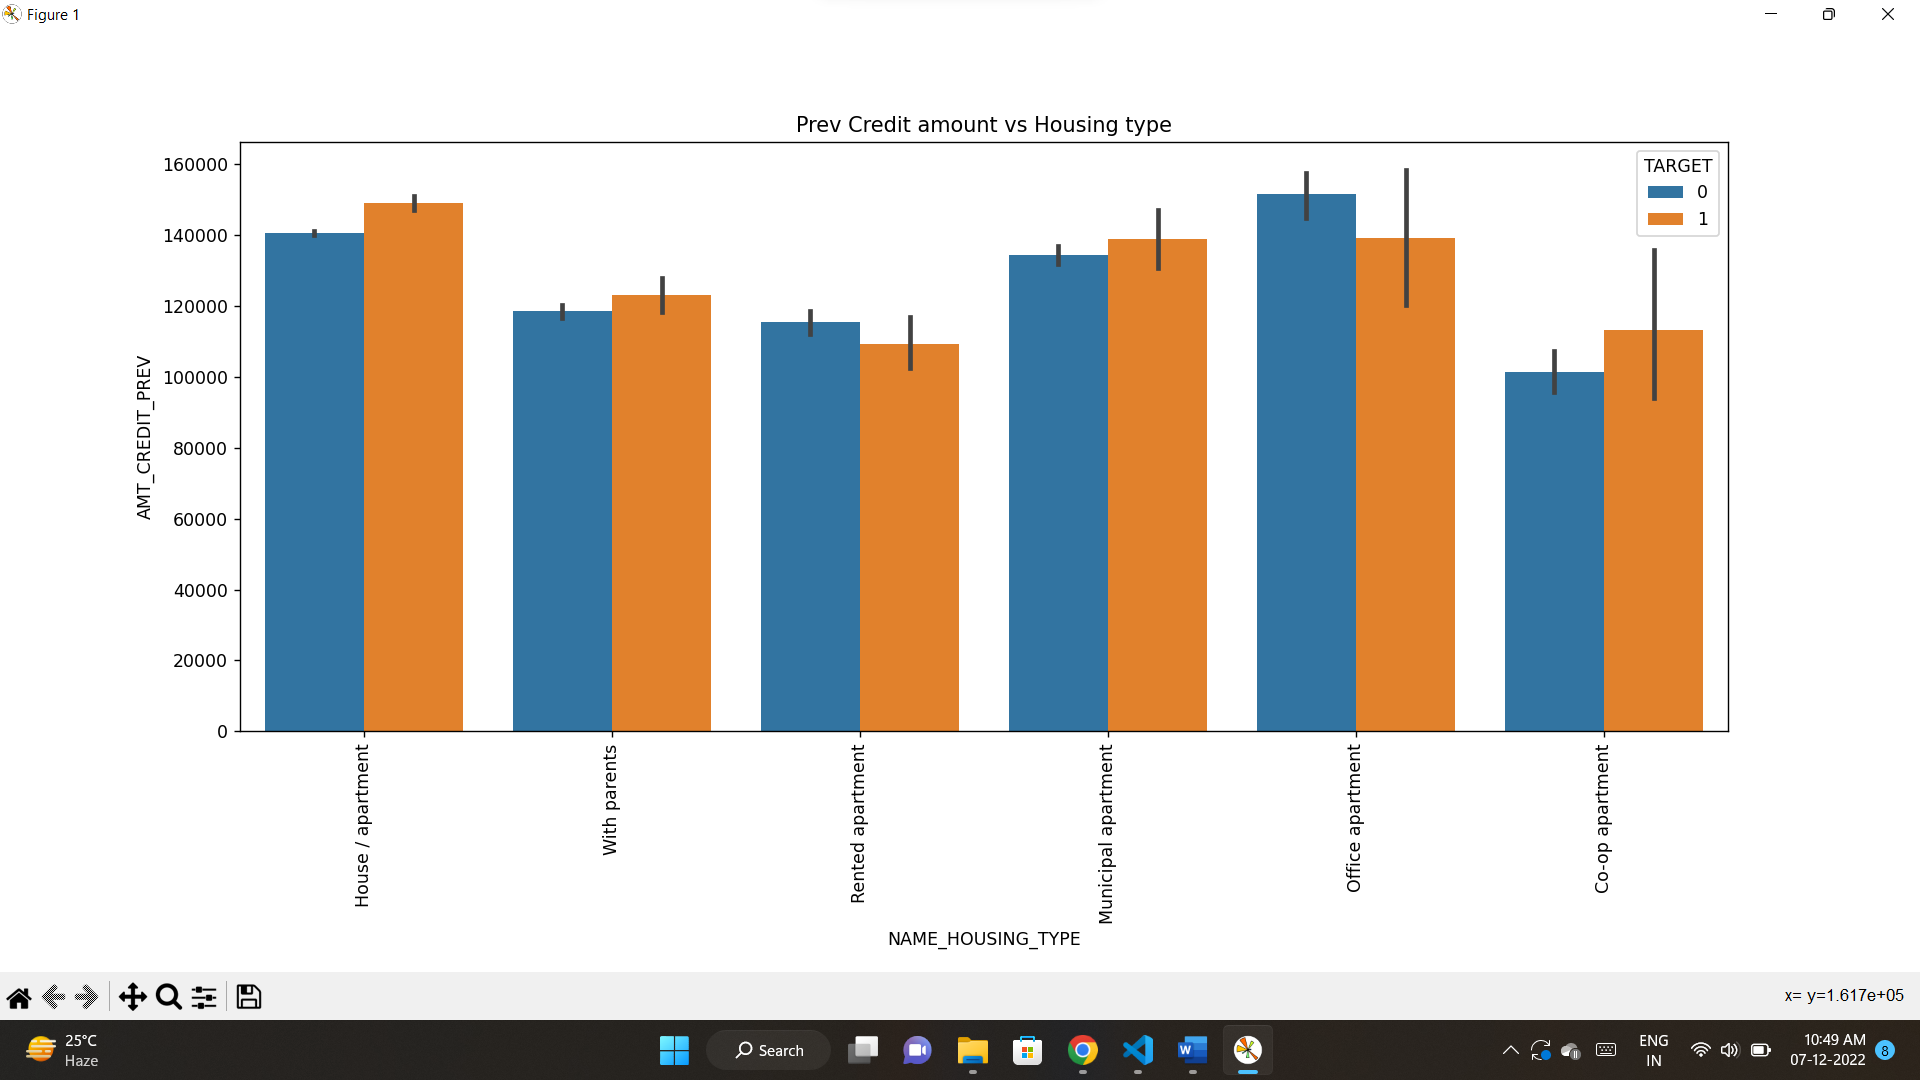 Figure 1
Prev Credit amount vs Housing type
TARGET
0
1
160000
140000
120000
100000
80000
60000
40000
20000
0
AMT_CREDIT_PREV
House / apartment
With parents
Rented apartment
Municipal apartment
Office apartment
Co-op apartment
NAME_HOUSING_TYPE
x= y=1.617e+05
25°C
Haze
Search
W
ENG
IN
10:49 AM
07-12-2022
8